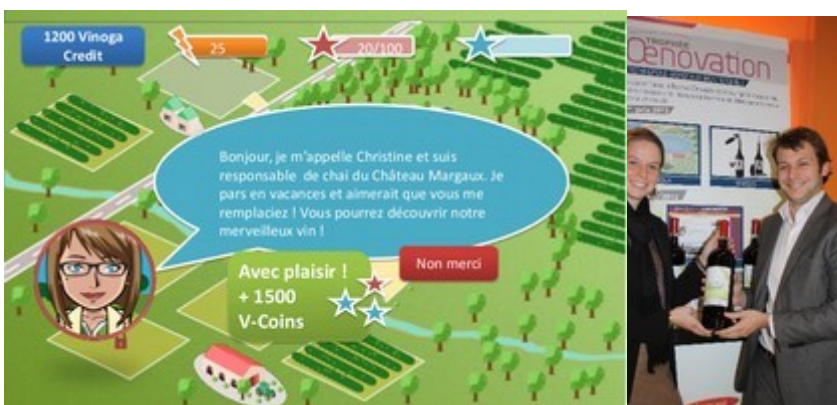 1200 Vinoga
Credit
25
20/100
Bonjour, je m'appelle Christine et suis
responsable de chai du Château Margaux. Je
pars en vacances et aimerait que vous me
remplaciez ! Vous pourrez découvrir notre
merveilleux vin !
Avec plaisir !
+ 1500
V-Coins
Non merci
Œnovation